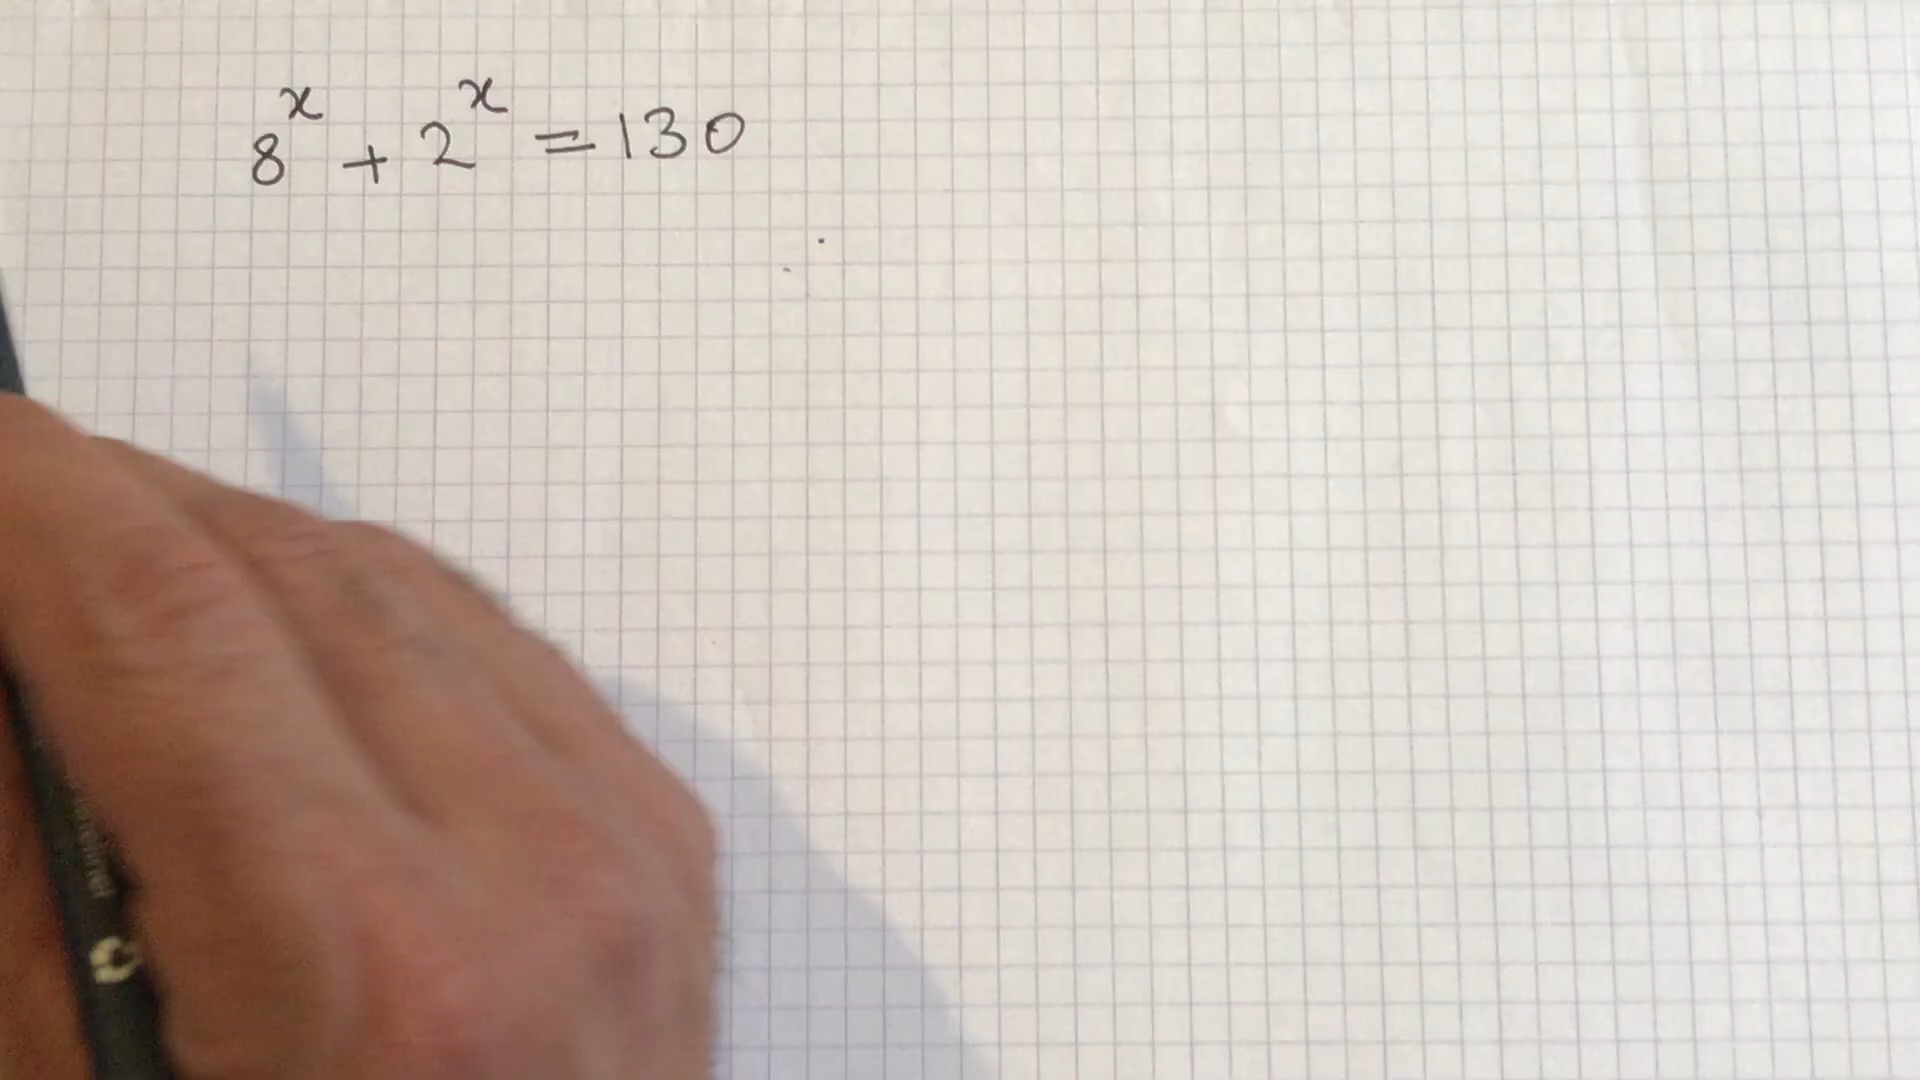 8^x + 2^x = 130